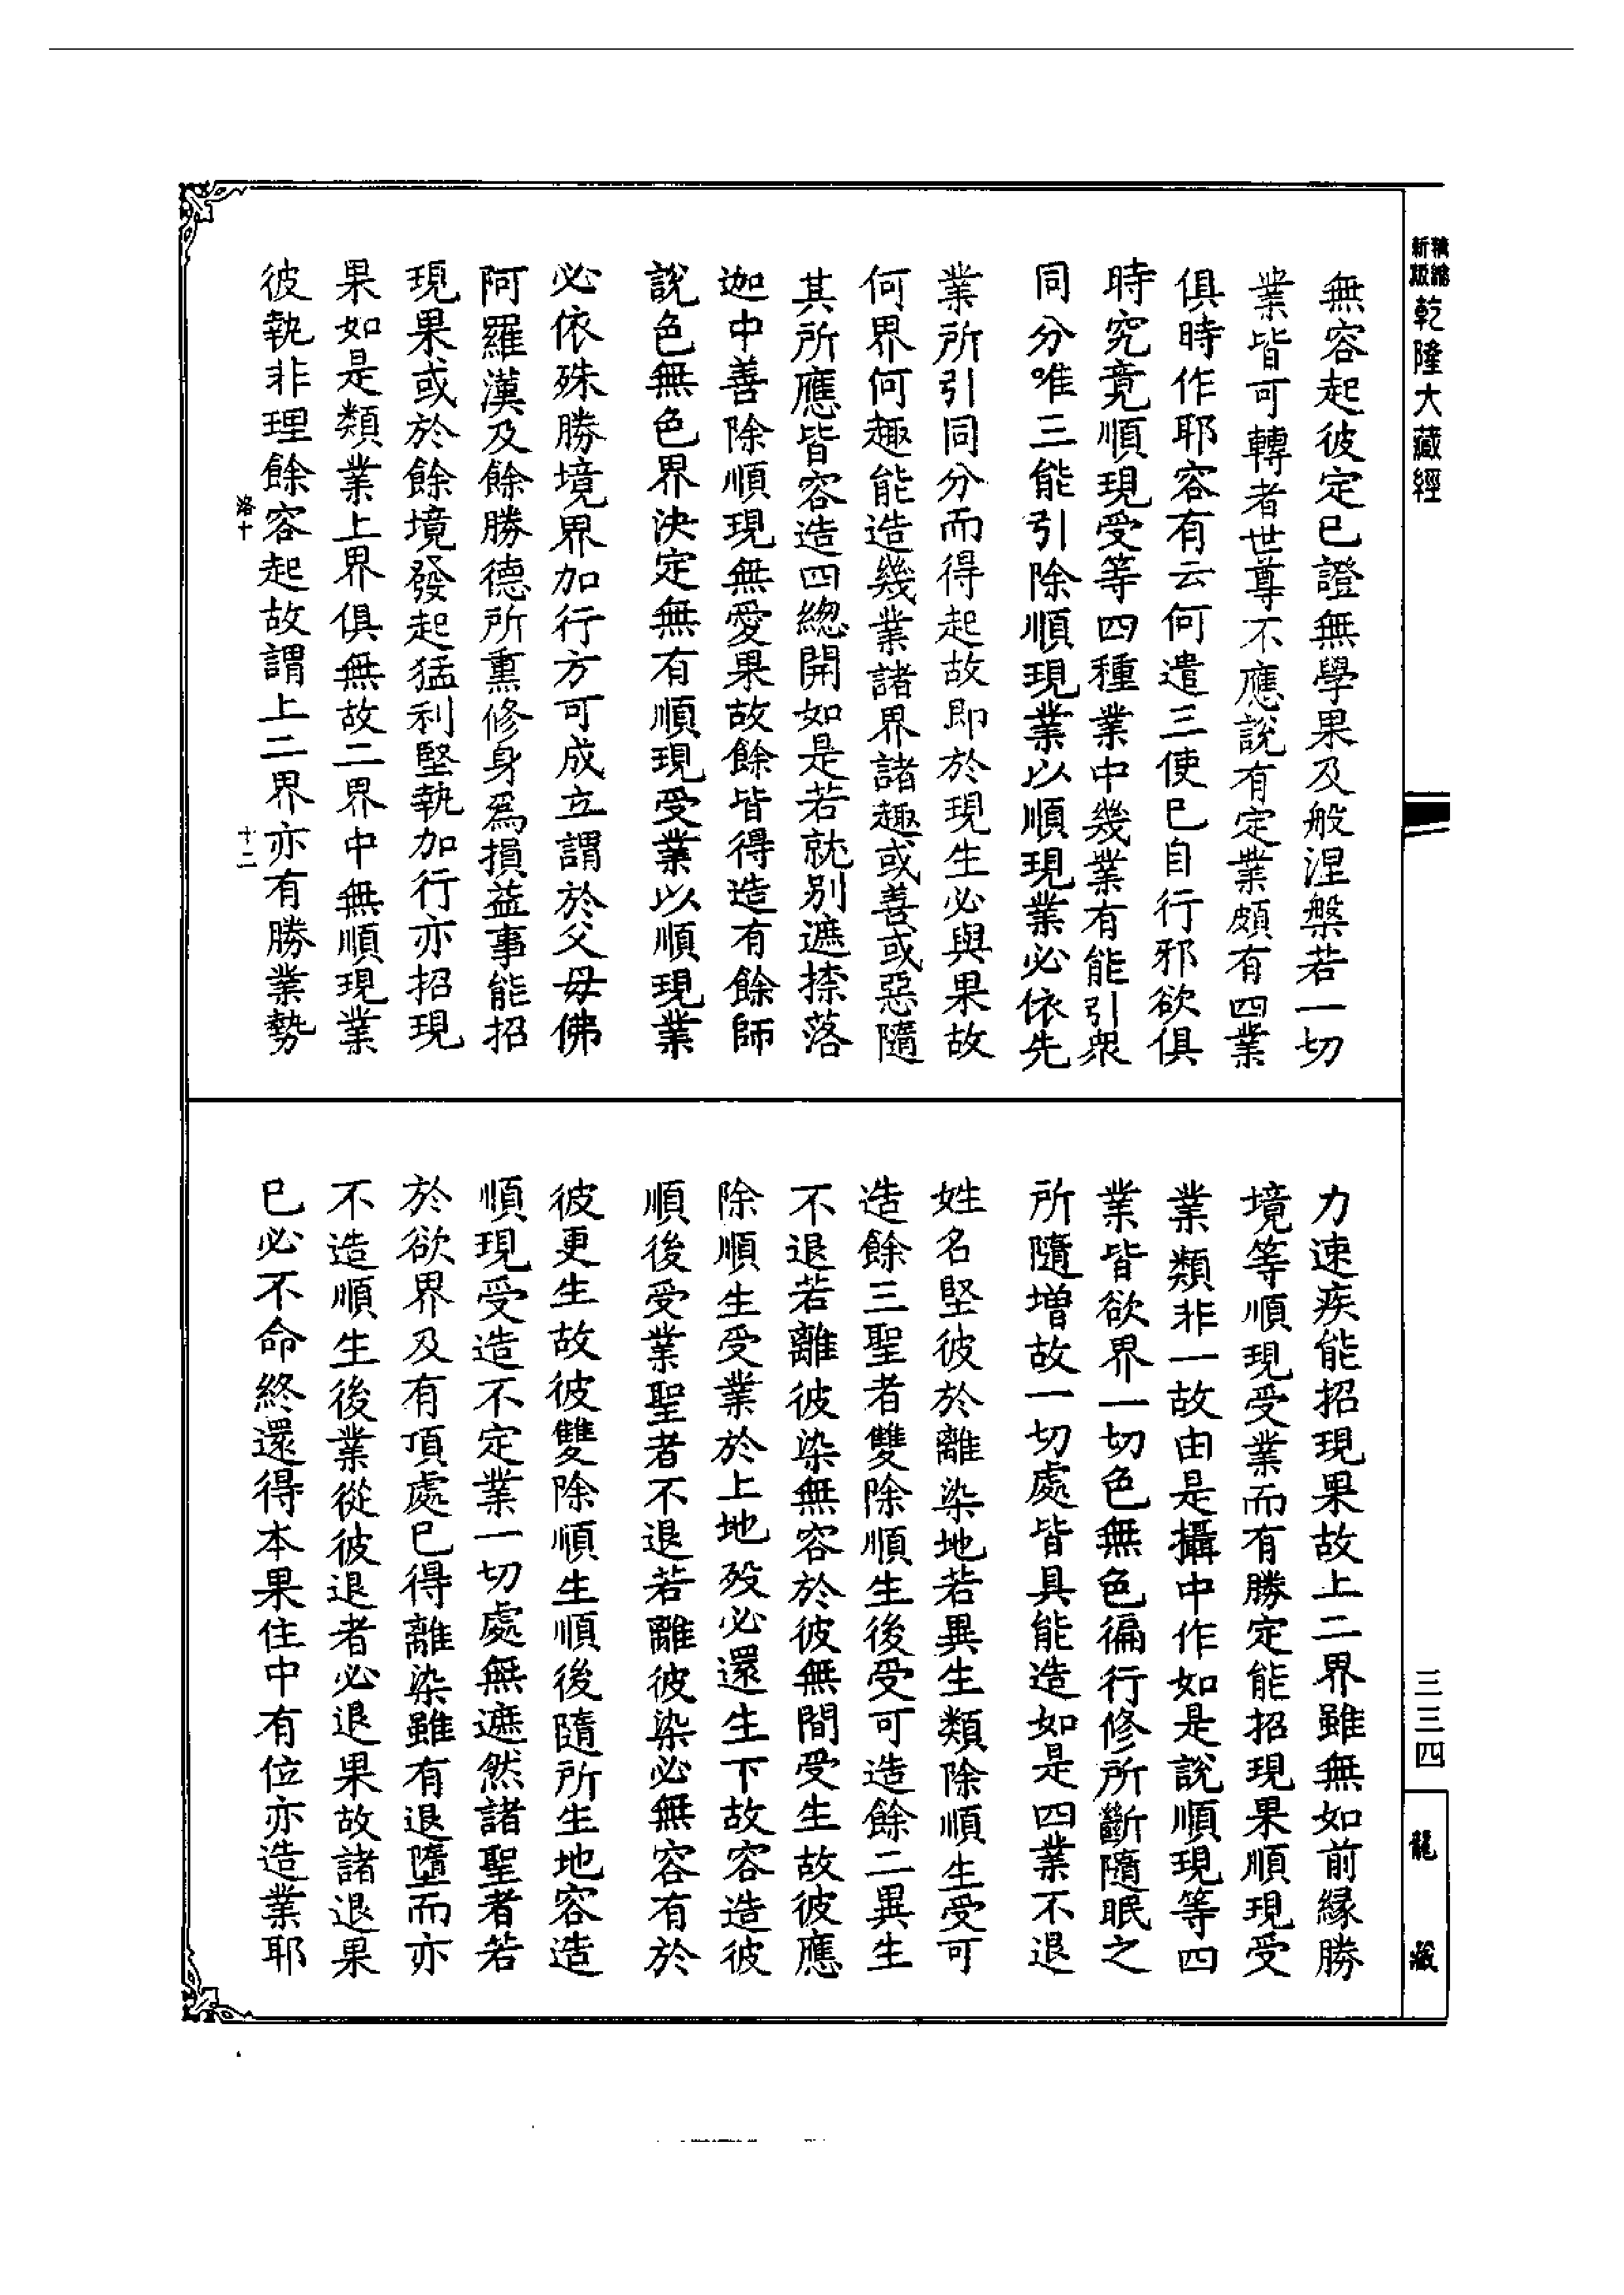 精縮
新版
乾隆大藏經
無容起彼定已證無學果及般涅槃若一切
業皆可轉者世尊不應說有定業頗有四業
俱時作耶容有云何遣三使已自行邪欲俱
時究竟順現受等四種業中幾業有能引衆
同分唯三能引除順現業以順現業必依先
業所引同分而得起故即於現生必與果故
何界何趣能造幾業諸界諸趣或善或惡隨
其所應皆容造四總開如是若就別遮捺落
迦中善除順現無愛果故餘皆得造有餘師
說色無色界決定無有順現受業以順現業
必依殊勝境界加行方可成立謂於父母佛
阿羅漢及餘勝德所熏修身爲損益事能招
現果或於餘境發起猛利堅執加行亦招現
果如是類業上界俱無故二界中無順現業
彼執非理餘容起故謂上二界亦有勝業勢
洛十
十二
力速疾能招現果故上二界雖無如前緣勝
境等順現受業而有勝定能招現果順現受
業類非一故由是攝中作如是說順現等四
業皆欲界一切色無色徧行修所斷隨眠之
所隨增故一切處皆具能造如是四業不退
姓名堅彼於離染地若異生類除順生受可
造餘三聖者雙除順生後受可造餘二異生
不退若離彼染無容於彼無間受生故彼應
除順生受業於上地歿必還生下故容造彼
順後受業聖者不退若離彼染必無容有於
彼更生故彼雙除順生順後隨所生地容造
順現受造不定業一切處無遮然諸聖者若
於欲界及有頂處已得離染雖有退墮而亦
不造順生後業從彼退者必退果故諸退果
已必不命終還得本果住中有位亦造業耶
三三四
龍藏